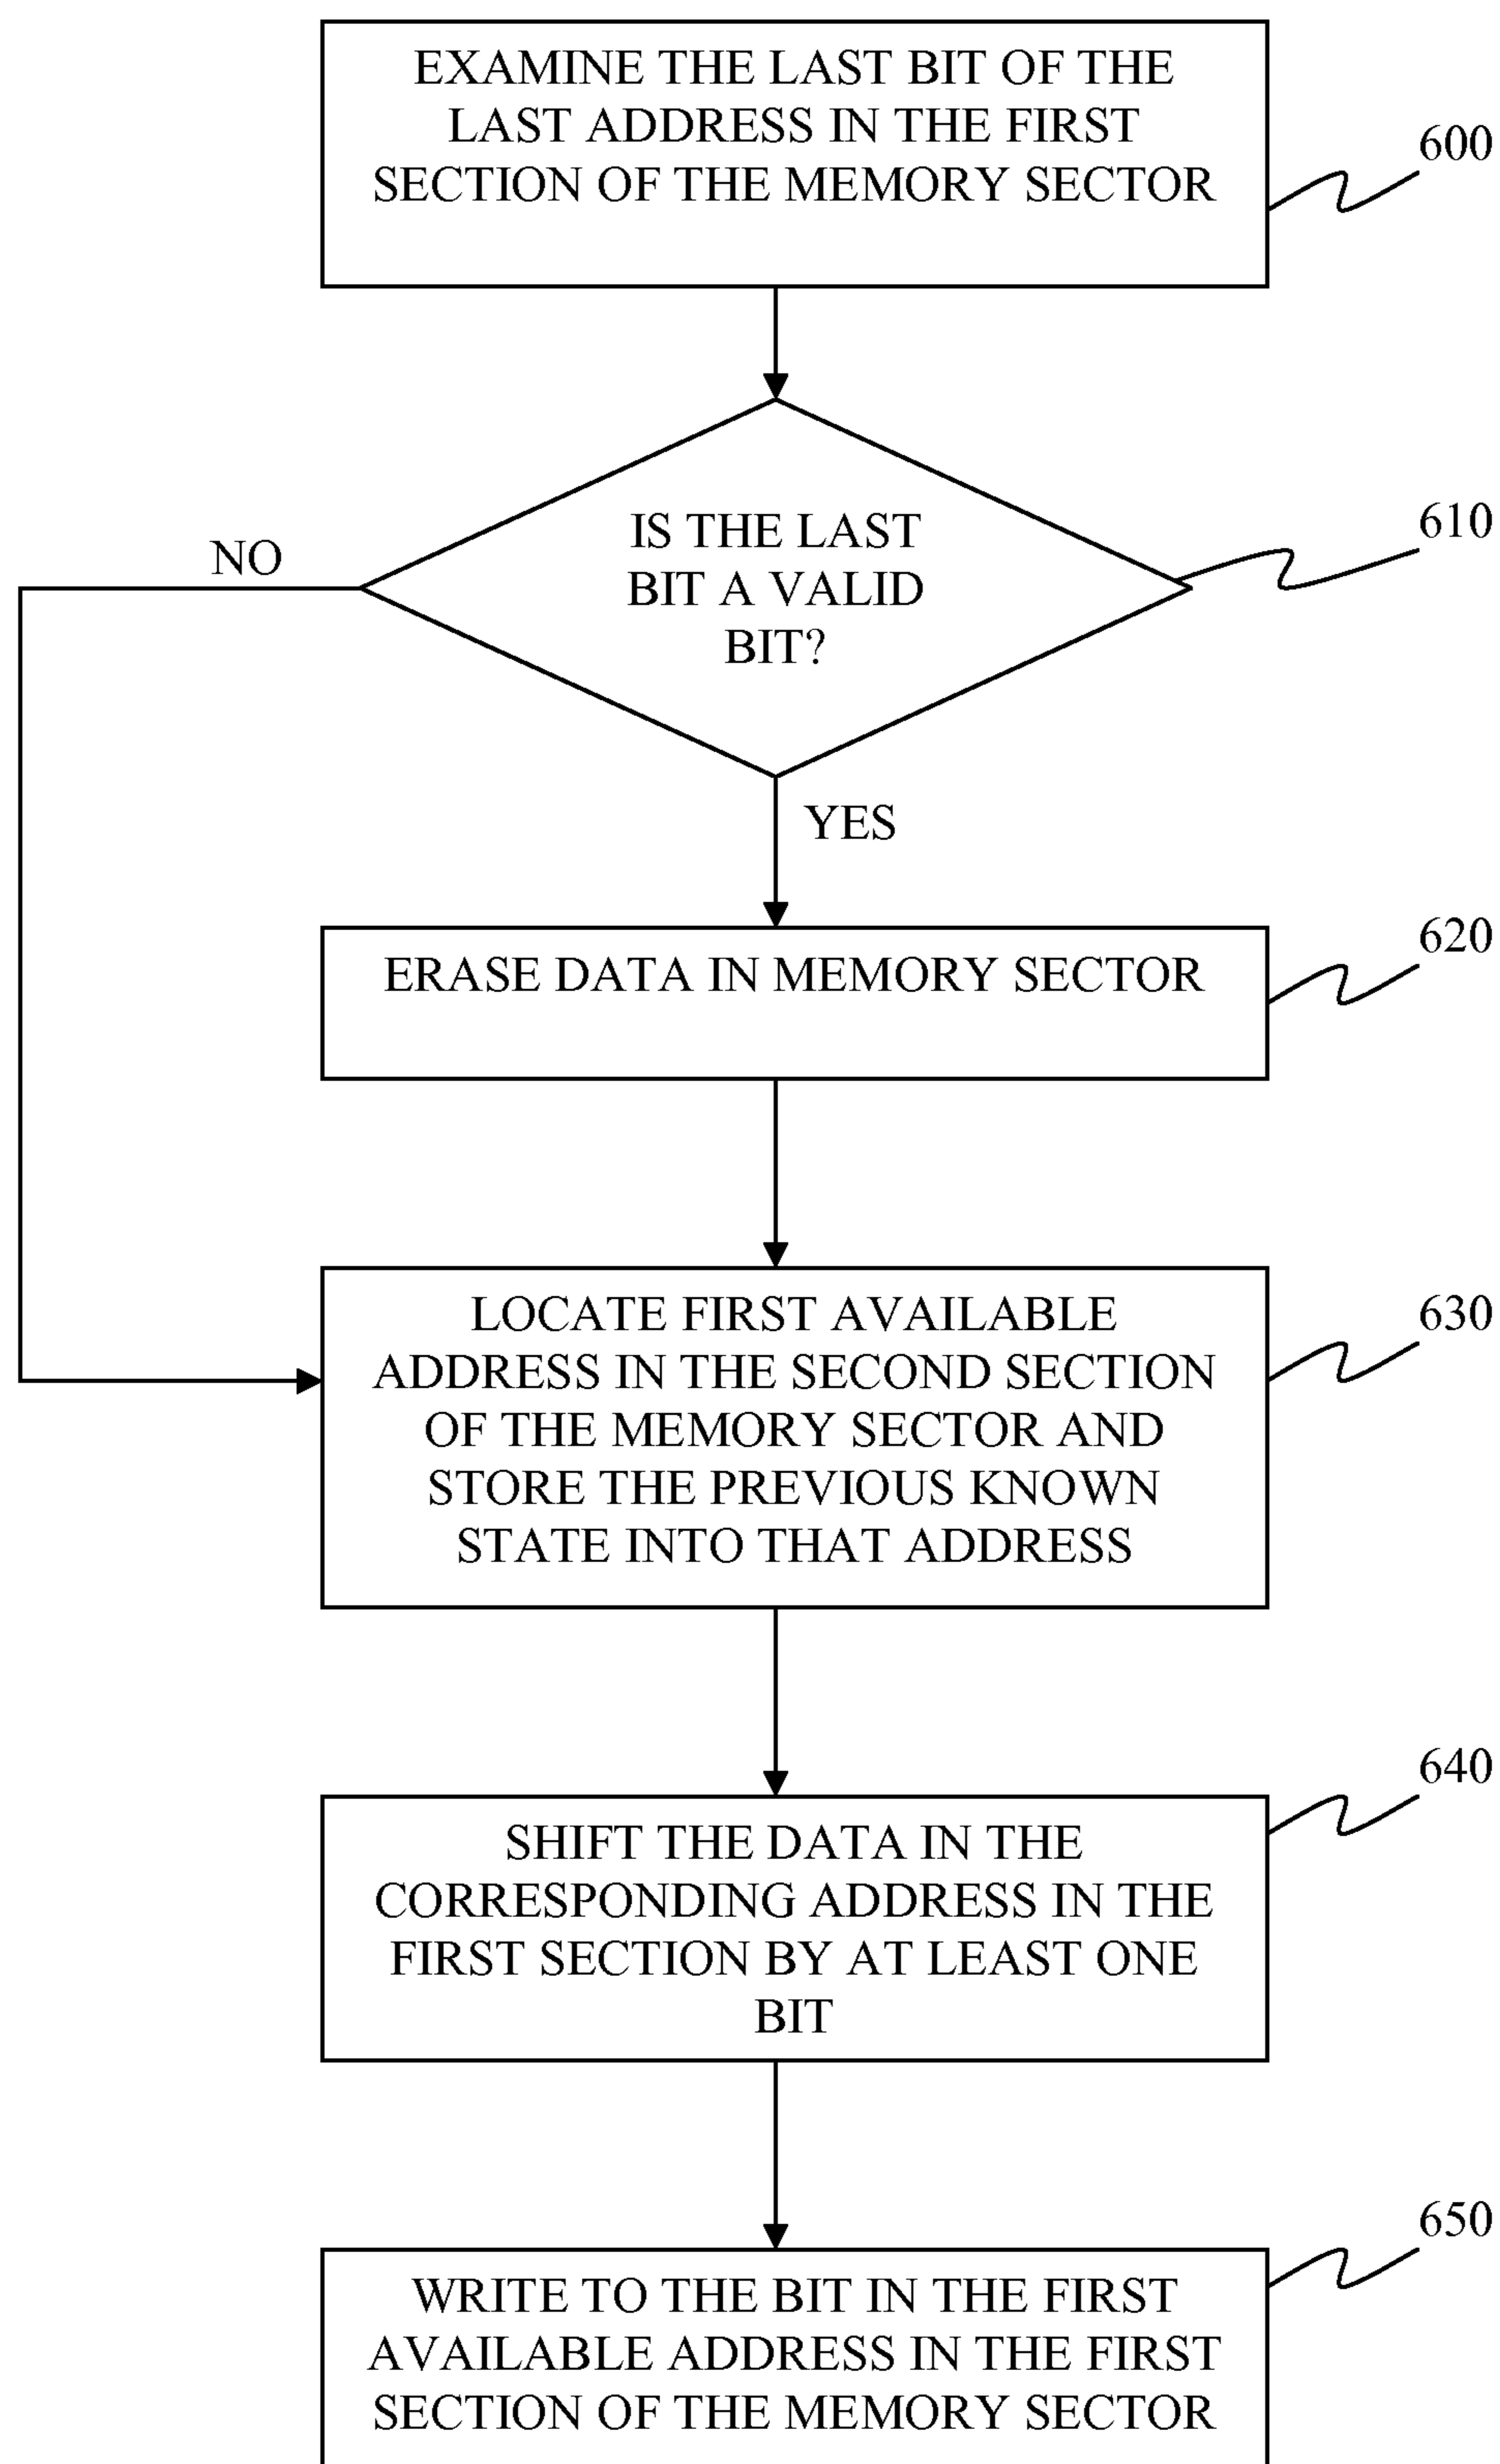 EXAMINE THE LAST BIT OF THE
LAST ADDRESS IN THE FIRST
SECTION OF THE MEMORY SECTOR
600
IS THE LAST
BIT A VALID
BIT?
610
NO
YES
620
ERASE DATA IN MEMORY SECTOR
630
LOCATE FIRST AVAILABLE
ADDRESS IN THE SECOND SECTION
OF THE MEMORY SECTOR AND
STORE THE PREVIOUS KNOWN
STATE INTO THAT ADDRESS
640
SHIFT THE DATA IN THE
CORRESPONDING ADDRESS IN THE
FIRST SECTION BY AT LEAST ONE
BIT
650
WRITE TO THE BIT IN THE FIRST
AVAILABLE ADDRESS IN THE FIRST
SECTION OF THE MEMORY SECTOR